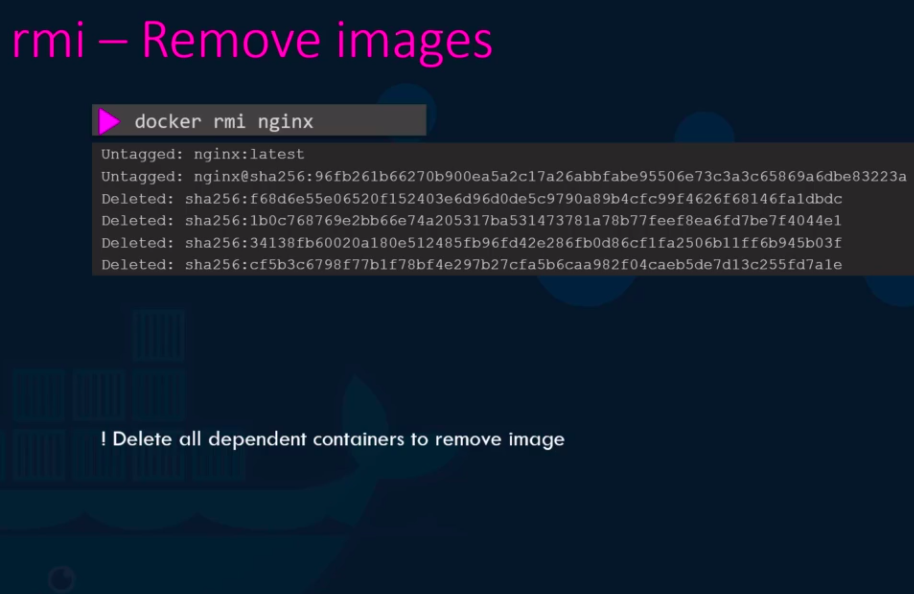 rmi – Remove images
docker rmi nginx
Untagged: nginx:latest
Untagged: nginx@sha256:96fb261b66270b900ea5a2c17a26abbfabe95506e73c3a3c65869a6dbe83223a
Deleted: sha256:f68d6e55e06520f152403e6d96d0de5c9790a89b4cfc99f4626f68146fa1dbdc
Deleted: sha256:1b0c768769e2bb66e74a205317ba531473781a78b77feef8ea6fd7be7f4044e1
Deleted: sha256:34138fb60020a180e512485fb96fd42e286fb0d86cf1fa2506b11ff6b945b03f
Deleted: sha256:cf5b3c6798f77b1f78bf4e297b27cfa5b6caa982f04caeb5de7d13c255fd7a1e
! Delete all dependent containers to remove image